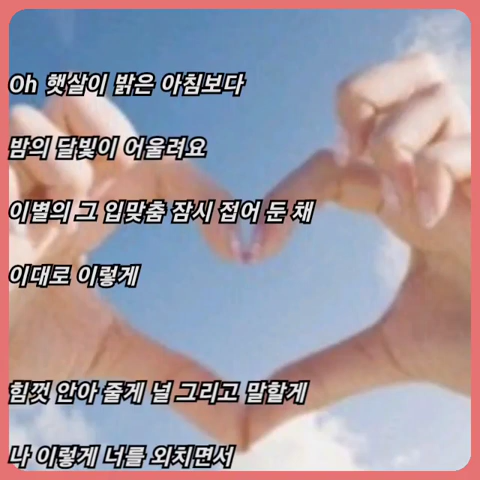 Oh 햇살이 밝은 아침보다
밤의 달빛이 어울려요
이별의 그 입맞춤 잠시 접어 둔 채
이대로 이렇게
힘껏 안아 줄게 널 그리고 말할게
나 이렇게 너를 외치면서